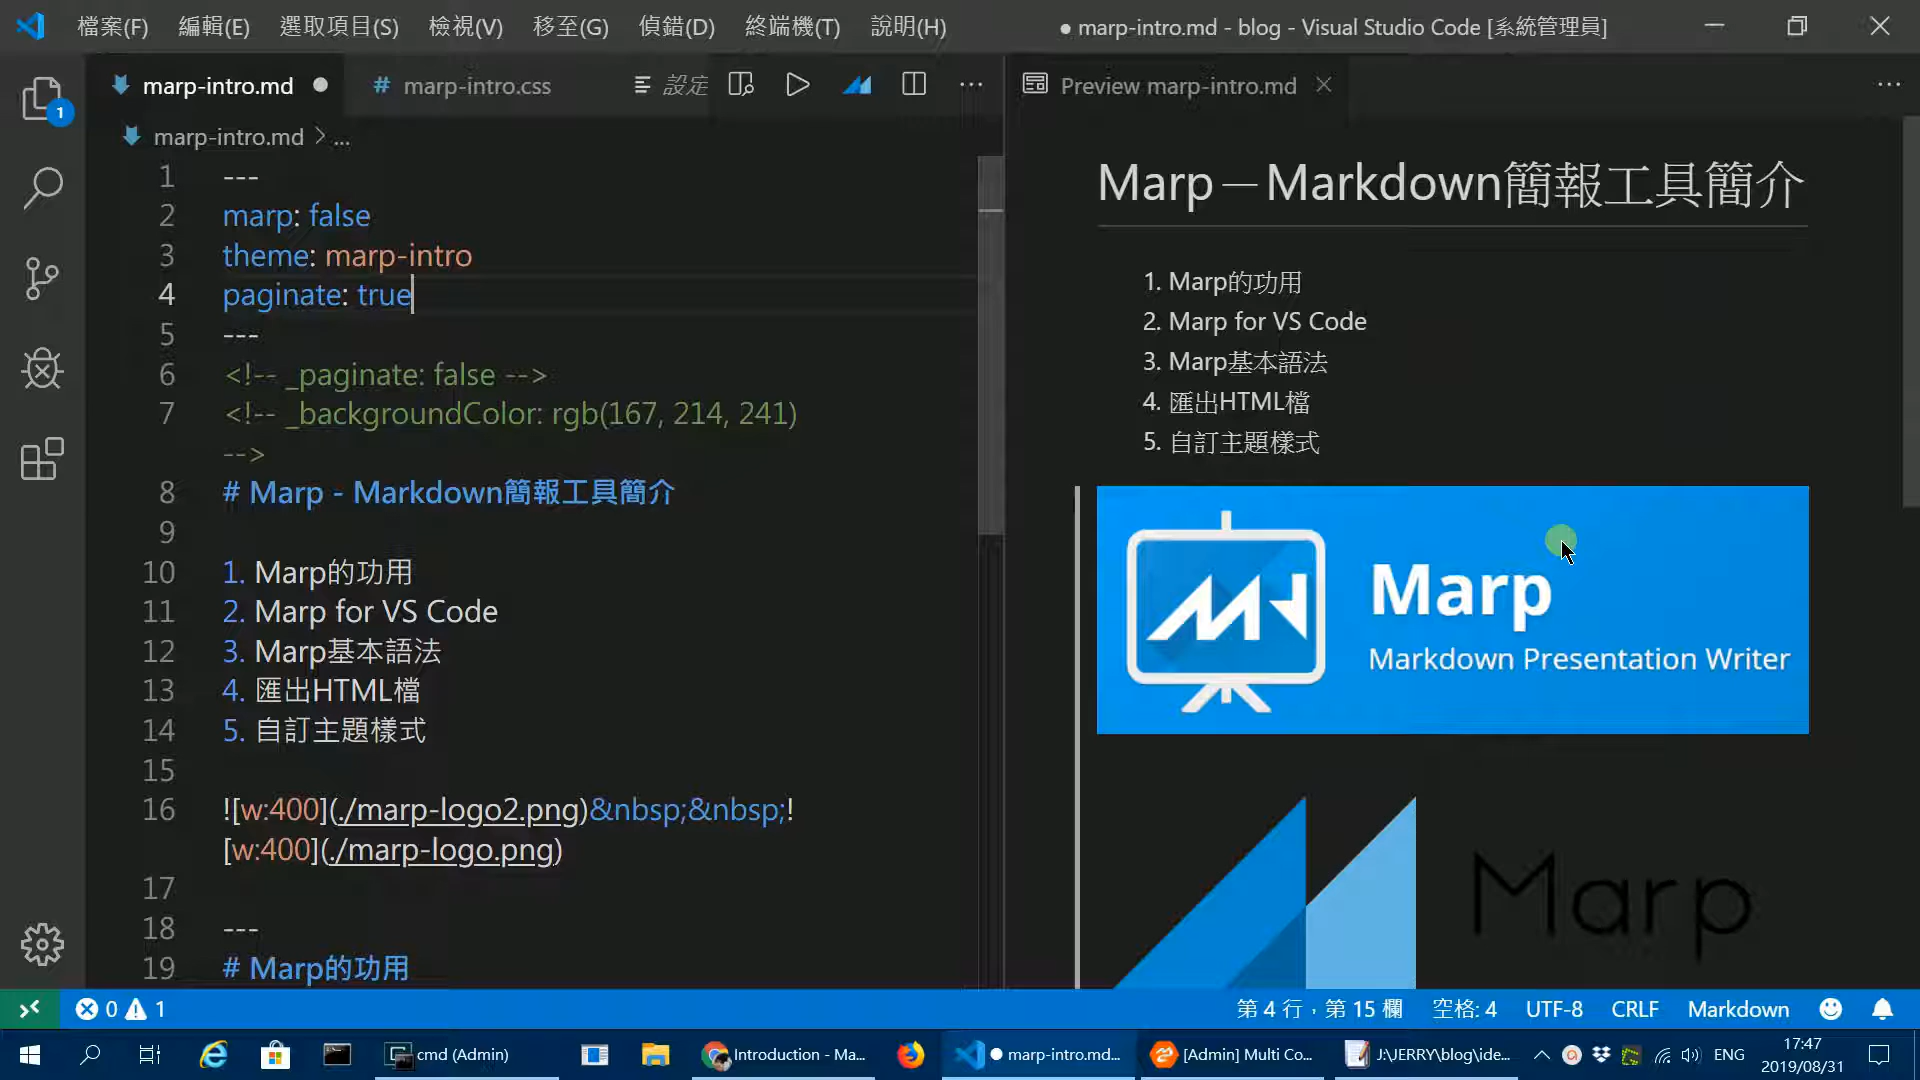 檔案(F) 編輯(E) 選取項目(S) 檢視(V) 移至(G) 偵錯(D) 終端機(T) 說明(H) ● marp-intro.md - blog - Visual Studio Code [系統管理員]
marp-intro.md ● # marp-intro.css 設定 ...
Preview marp-intro.md
1
marp-intro.md > ...
1 ---
2 marp: false
3 theme: marp-intro
4 paginate: true
5 ---
6 <!-- _paginate: false -->
7 <!-- _backgroundColor: rgb(167, 214, 241)
-->
8 # Marp - Markdown簡報工具簡介
9
10 1. Marp的功用
11 2. Marp for VS Code
12 3. Marp基本語法
13 4. 匯出HTML檔
14 5. 自訂主題樣式
15
16 ![w:400](./marp-logo2.png)&nbsp;&nbsp;!
[w:400](./marp-logo.png)
17
18 ---
19 # Marp的功用
Marp－Markdown簡報工具簡介
1. Marp的功用
2. Marp for VS Code
3. Marp基本語法
4. 匯出HTML檔
5. 自訂主題樣式
Marp
Markdown Presentation Writer
Marp
0 1 第 4 行，第 15 欄 空格: 4 UTF-8 CRLF Markdown
cmd (Admin) Introduction - Ma... ● marp-intro.md... [Admin] Multi Co... J:\JERRY\blog\ide... ENG
17:47
2019/08/31